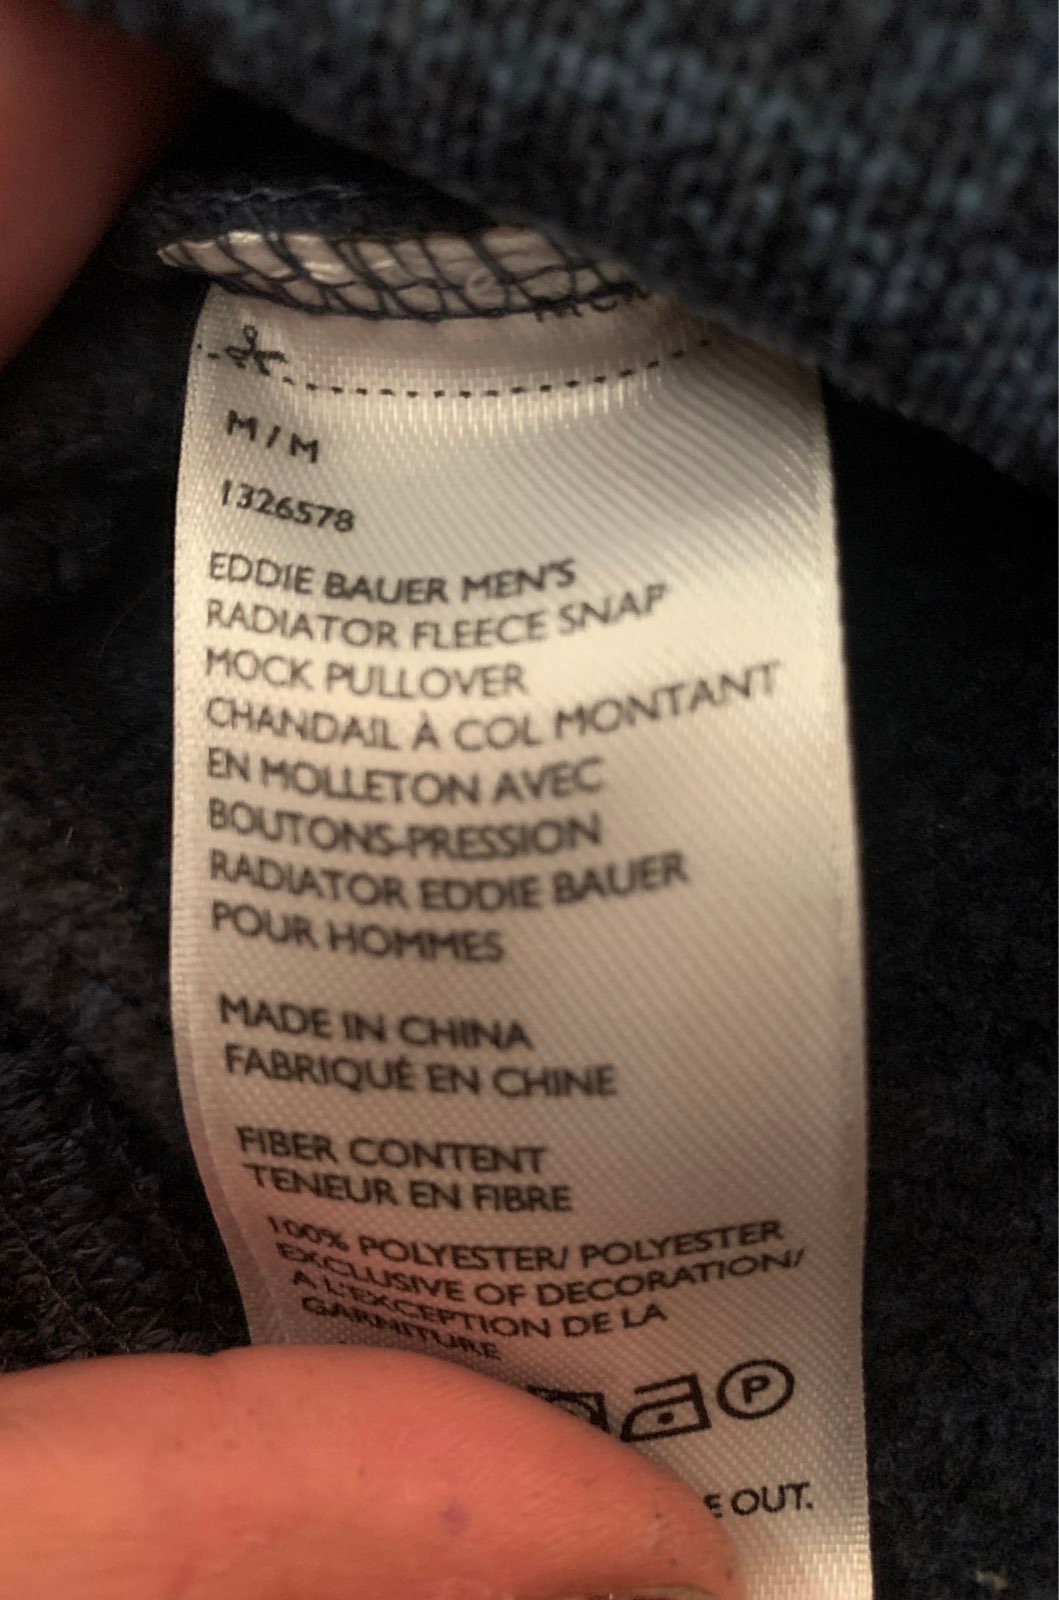 M / M
1326578
EDDIE BAUER MEN'S
RADIATOR FLEECE SNAP
MOCK PULLOVER
CHANDAIL À COL MONTANT
EN MOLLETON AVEC
BOUTONS-PRESSION
RADIATOR EDDIE BAUER
POUR HOMMES
MADE IN CHINA
FABRIQUÉ EN CHINE
FIBER CONTENT
TENEUR EN FIBRE
100% POLYESTER/ POLYESTER
EXCLUSIVE OF DECORATION/
A L'EXCEPTION DE LA
GARNITURE
P
OUT.